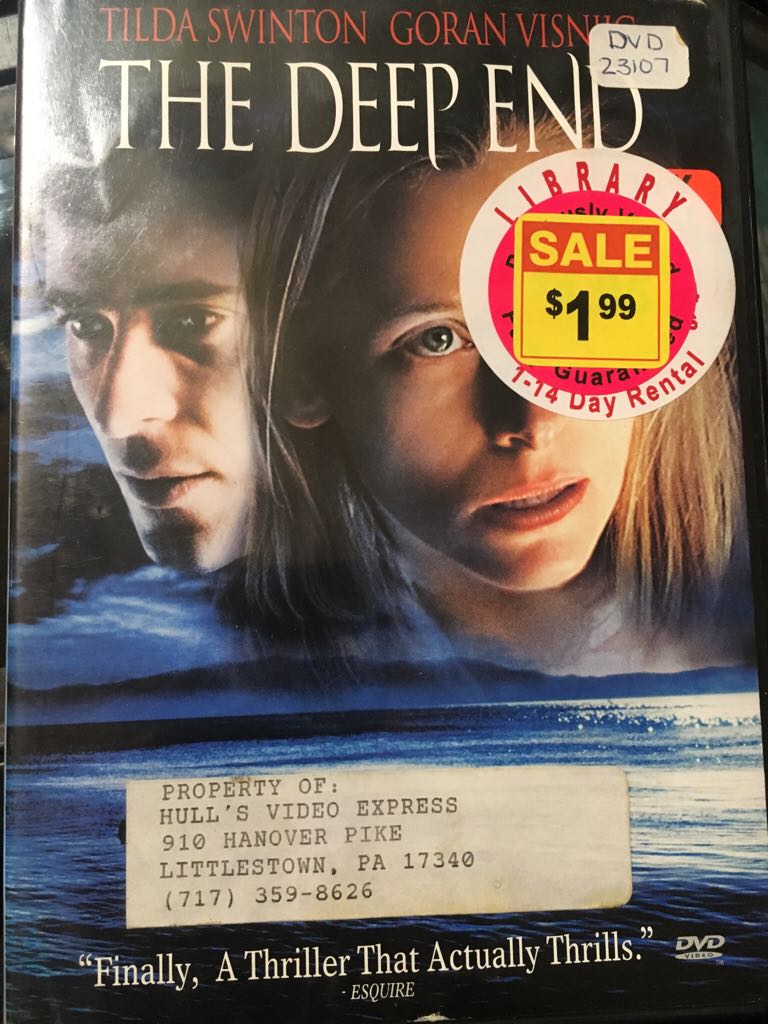 TILDA SWINTON GORAN VISNJIC
DVD
23107
THE DEEP END
LIBRARY
SALE
$1.99
Guaran
1-14 Day Rental
PROPERTY OF:
HULL'S VIDEO EXPRESS
910 HANOVER PIKE
LITTLESTOWN, PA 17340
(717) 359-8626
“Finally, A Thriller That Actually Thrills.”
- ESQUIRE
DVD
VIDEO
TM